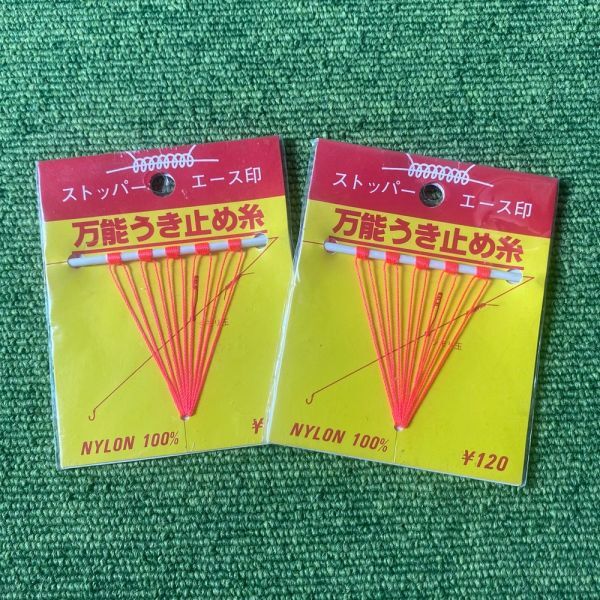 ストッパー エース印
万能うき止め糸
NYLON 100%
¥
ストッパー エース印
万能うき止め糸
NYLON 100%
¥120